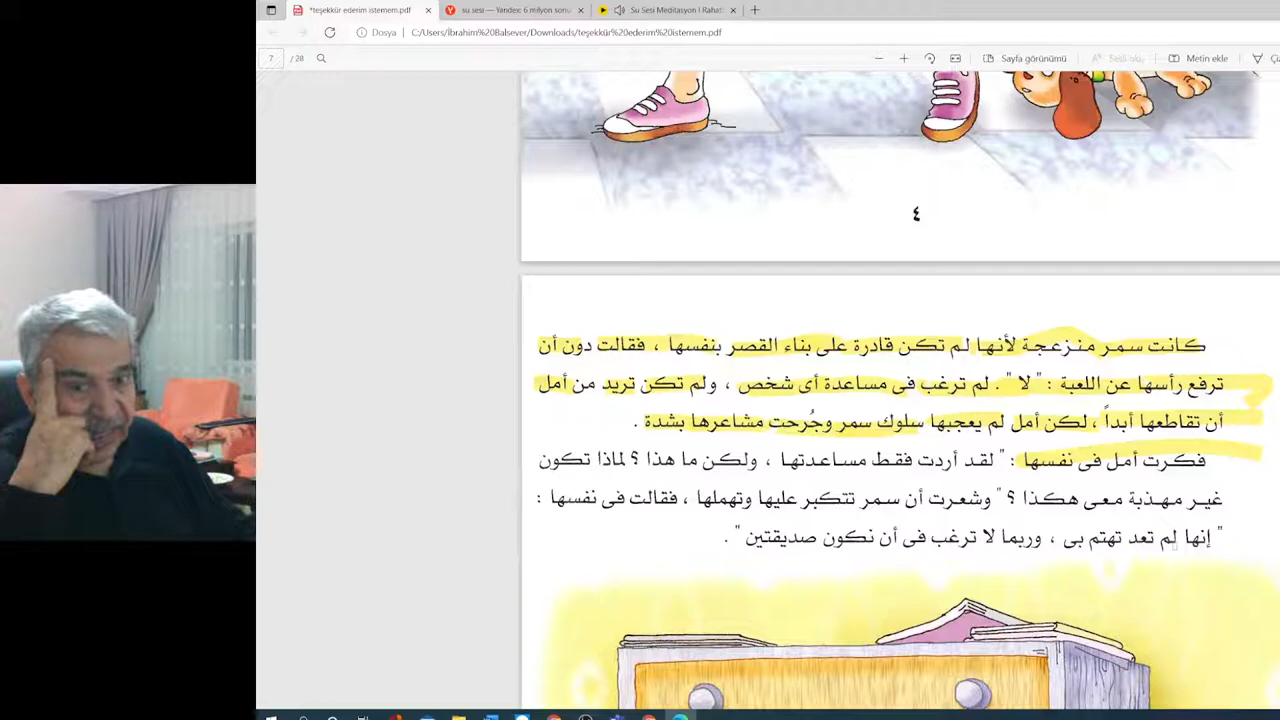 *teşekkür ederim istemem.pdf
su sesi — Yandex: 6 milyon sonu
Su Sesi Meditasyon I Rahat
Dosya
C:/Users/İbrahim%20Balsever/Downloads/teşekkür%20ederim%20istemem.pdf
7 / 28
Sayfa görünümü
Sesli oku
Metin ekle
٤
كانت سمر منزعجة لأنها لم تكن قادرة على بناء القصر بنفسها ، فقالت دون أن
ترفع رأسها عن اللعبة : " لا " . لم ترغب فى مساعدة أى شخص ، ولم تكن تريد من أمل
أن تقاطعها أبداً ، لكن أمل لم يعجبها سلوك سمر وجُرحت مشاعرها بشدة .
فكرت أمل فى نفسها : " لقد أردت فقط مساعدتها ، ولكن ما هذا ؟ لماذا تكون
غير مهذبة معى هكذا ؟ " وشعرت أن سمر تتكبر عليها وتهملها ، فقالت فى نفسها :
" إنها لم تعد تهتم بى ، وربما لا ترغب فى أن نكون صديقتين " .